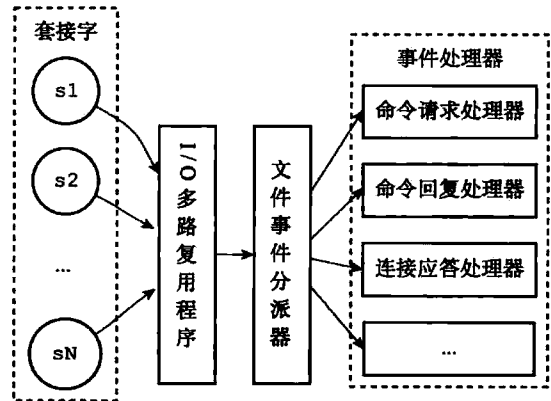 套接字
s1
s2
...
sN
I/O多路复用程序
文件事件分派器
事件处理器
命令请求处理器
命令回复处理器
连接应答处理器
...